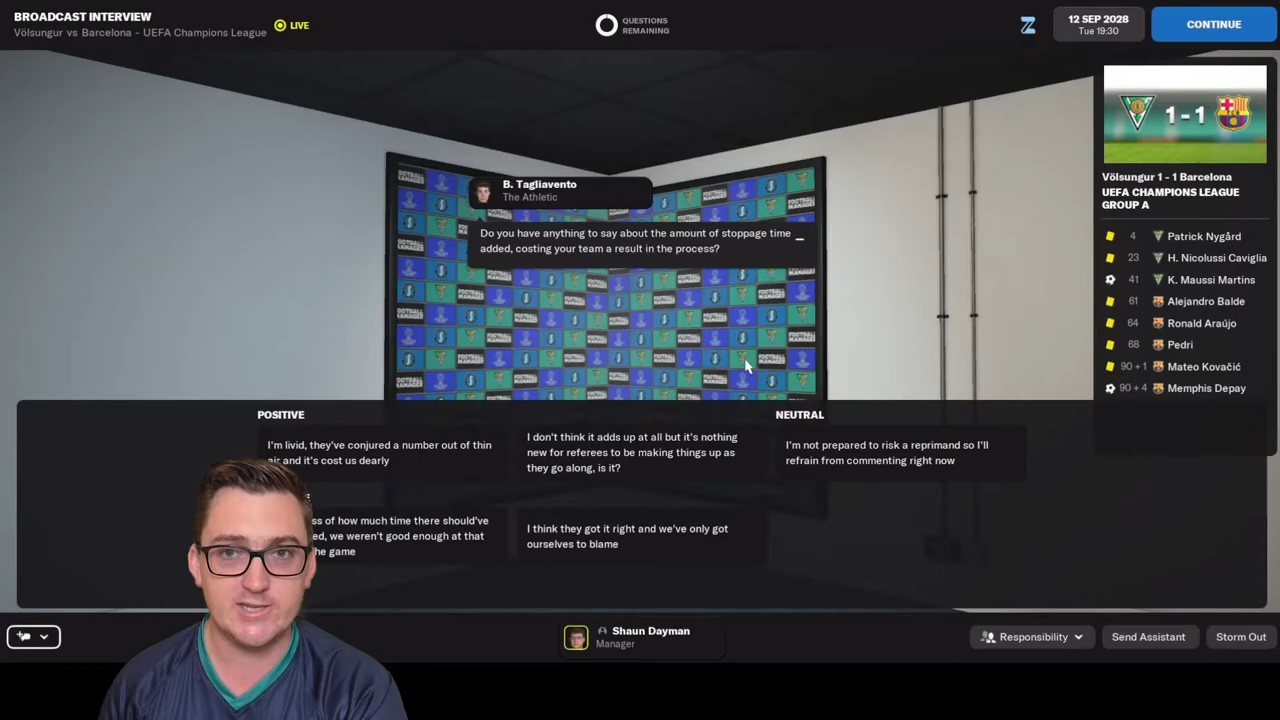 BROADCAST INTERVIEW
Völsungur vs Barcelona - UEFA Champions League
LIVE
QUESTIONS
REMAINING
12 SEP 2028
Tue 19:30
CONTINUE
B. Tagliavento
The Athletic
Do you have anything to say about the amount of stoppage time
added, costing your team a result in the process?
1 - 1
Völsungur 1 - 1 Barcelona
UEFA CHAMPIONS LEAGUE
GROUP A
4 Patrick Nygård
23 H. Nicolussi Caviglia
41 K. Maussi Martins
61 Alejandro Balde
64 Ronald Araújo
68 Pedri
90 + 1 Mateo Kovačić
90 + 4 Memphis Depay
POSITIVE
I'm livid, they've conjured a number out of thin
air and it's cost us dearly
I don't think it adds up at all but it's nothing
new for referees to be making things up as
they go along, is it?
NEUTRAL
I'm not prepared to risk a reprimand so I'll
refrain from commenting right now
of how much time there should've
we weren't good enough at that
game
I think they got it right and we've only got
ourselves to blame
Shaun Dayman
Manager
Responsibility
Send Assistant
Storm Out
FOOTBALL
MANAGER